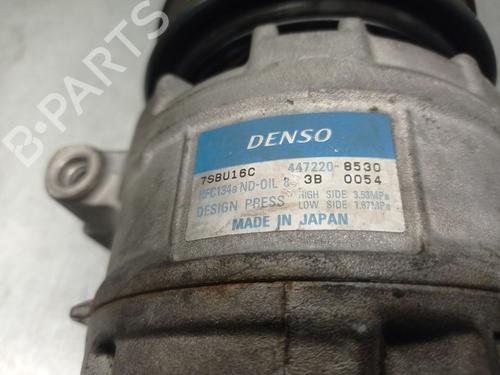 B-PARTS
DENSO
7SBU16C 447220-8530
HFC134a ND-OIL 8 3B 0054
DESIGN PRESS HIGH SIDE 3.53MPa
LOW SIDE 1.67MPa
MADE IN JAPAN